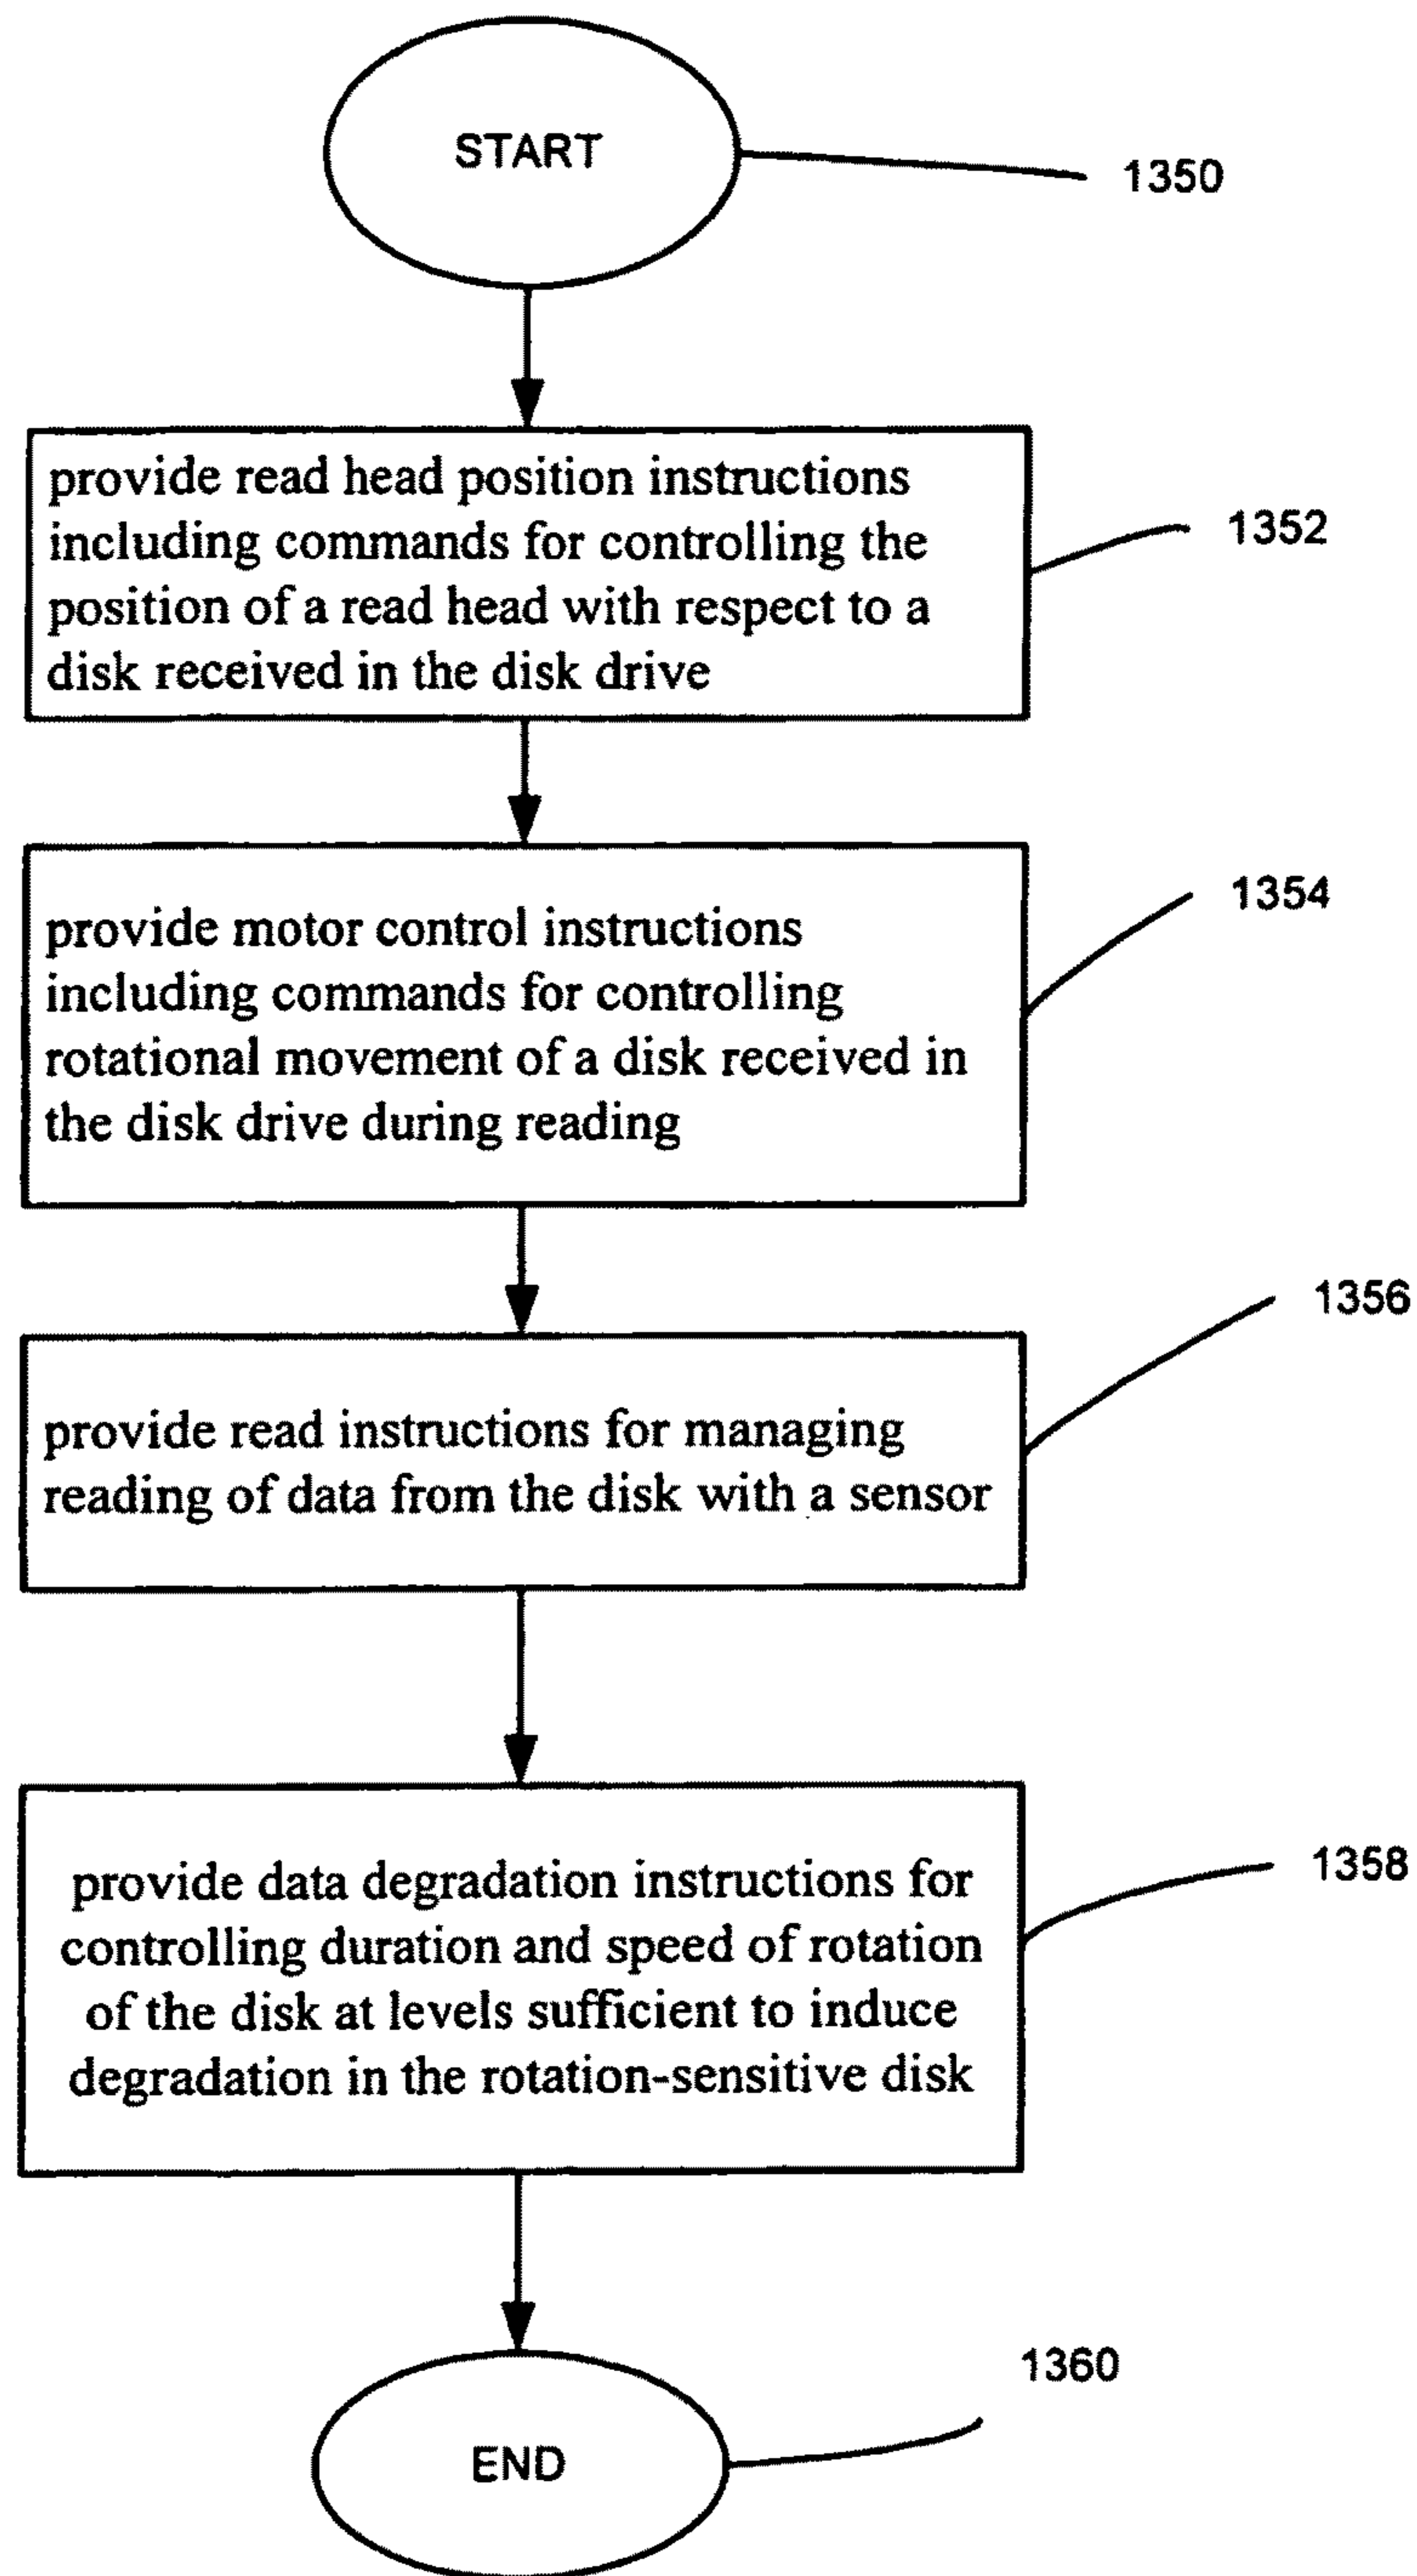 START
1350
provide read head position instructions
including commands for controlling the
position of a read head with respect to a
disk received in the disk drive
1352
provide motor control instructions
including commands for controlling
rotational movement of a disk received in
the disk drive during reading
1354
provide read instructions for managing
reading of data from the disk with a sensor
1356
provide data degradation instructions for
controlling duration and speed of rotation
of the disk at levels sufficient to induce
degradation in the rotation-sensitive disk
1358
END
1360